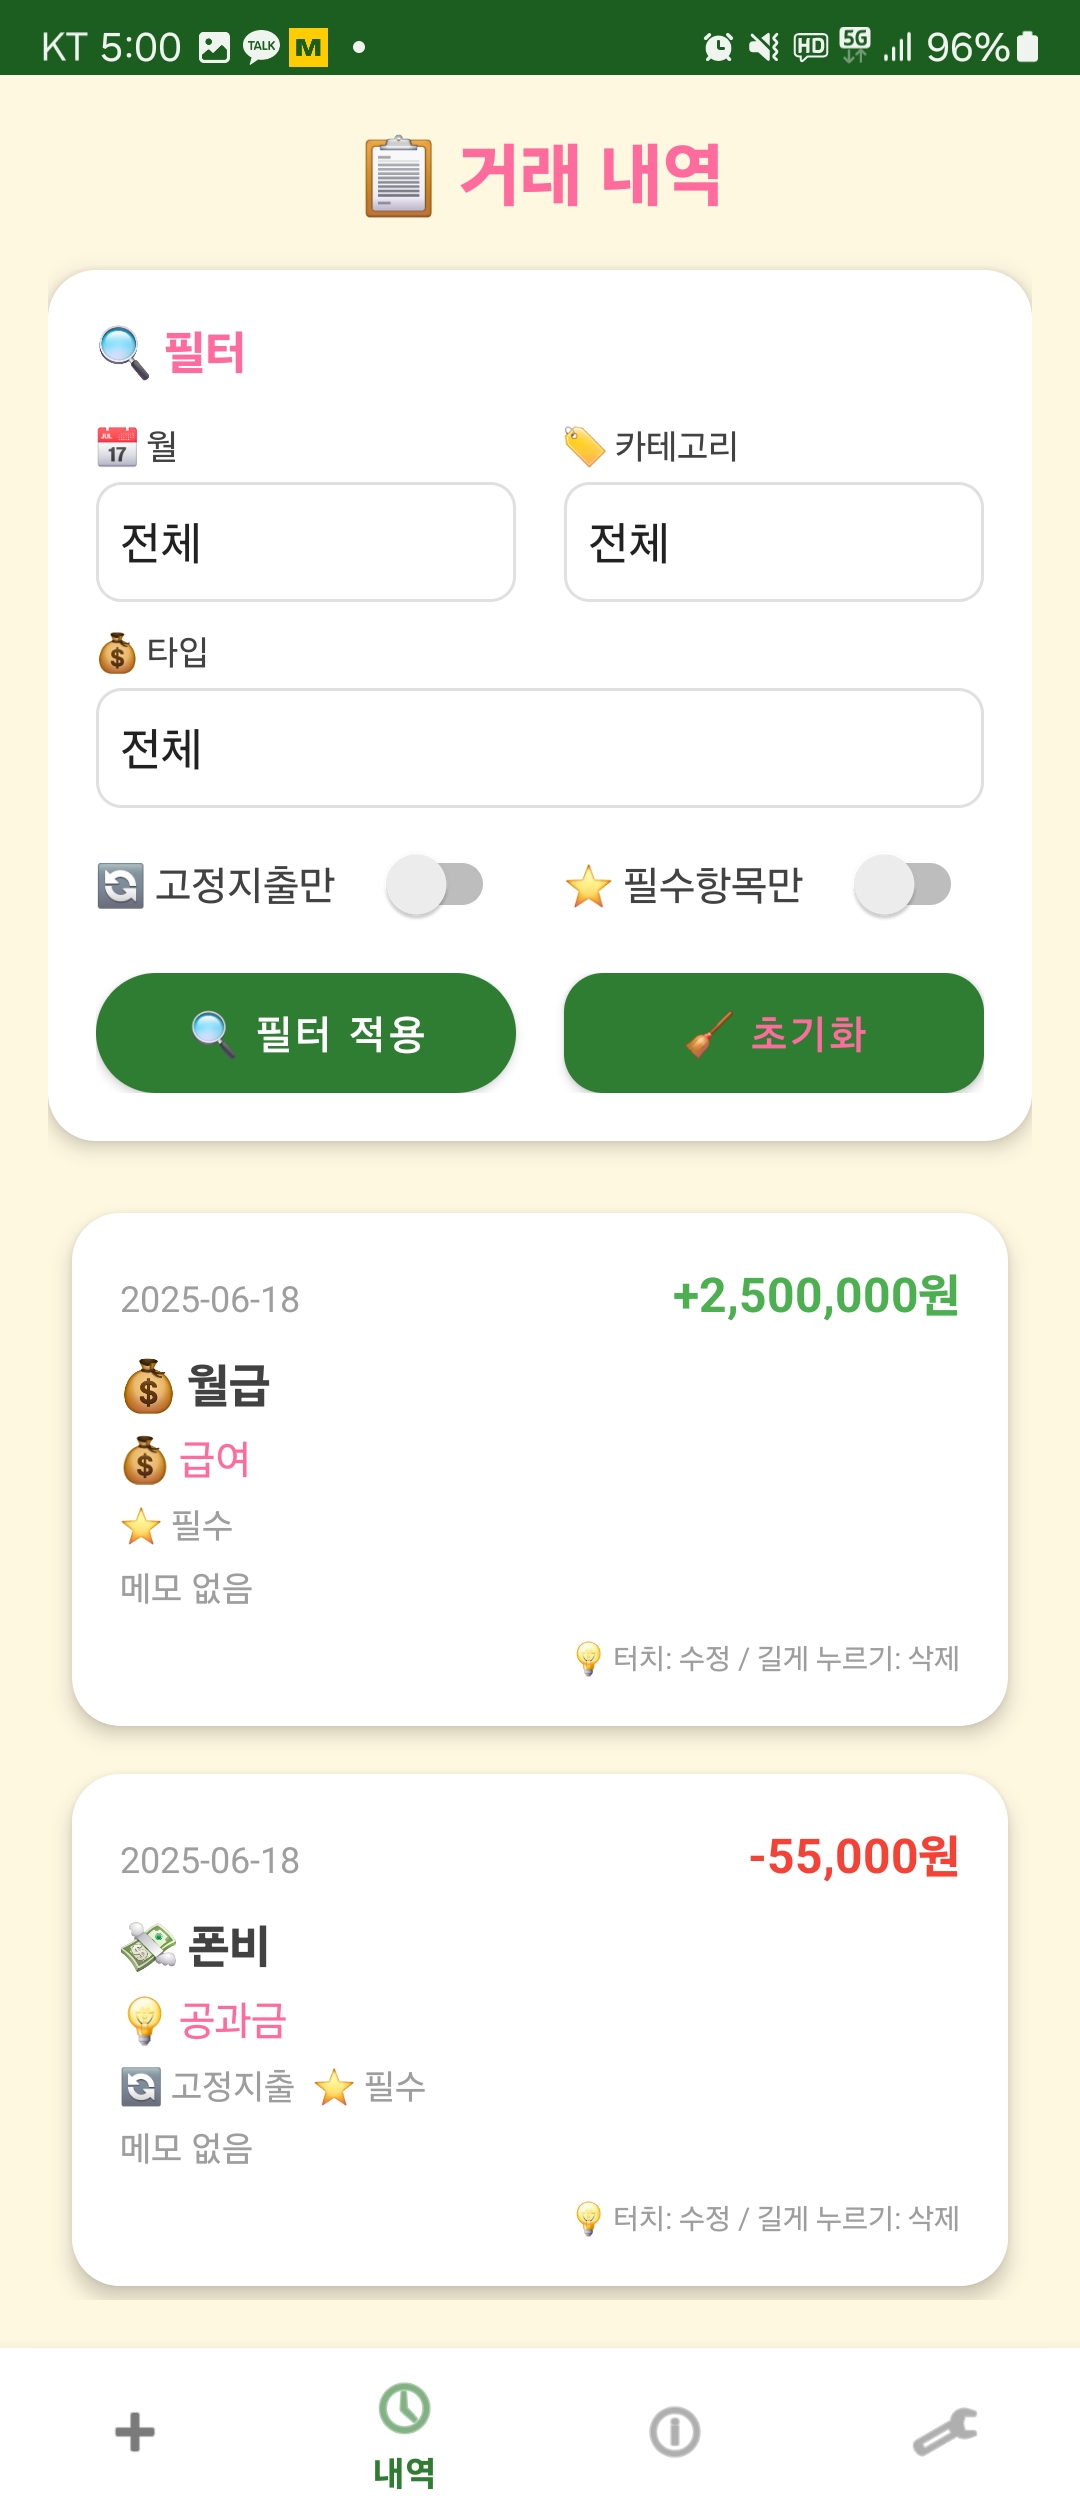 KT 5:00 TALK M HD 5G 96%
거래 내역
필터
JUL 17 월 카테고리
전체 전체
타입
전체
고정지출만 필수항목만
필터 적용 초기화
2025-06-18 +2,500,000원
월급
급여
필수
메모 없음
터치: 수정 / 길게 누르기: 삭제
2025-06-18 -55,000원
폰비
공과금
고정지출 필수
메모 없음
터치: 수정 / 길게 누르기: 삭제
내역